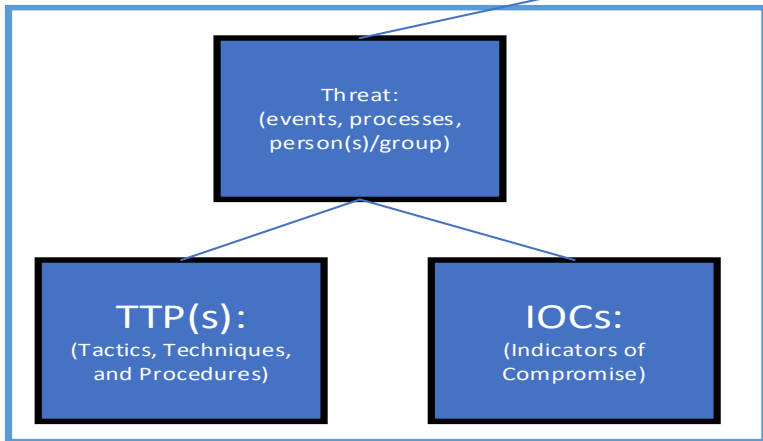 Threat:
(events, processes,
person(s)/group)
TTP(s):
(Tactics, Techniques,
and Procedures)
IOCs:
(Indicators of
Compromise)